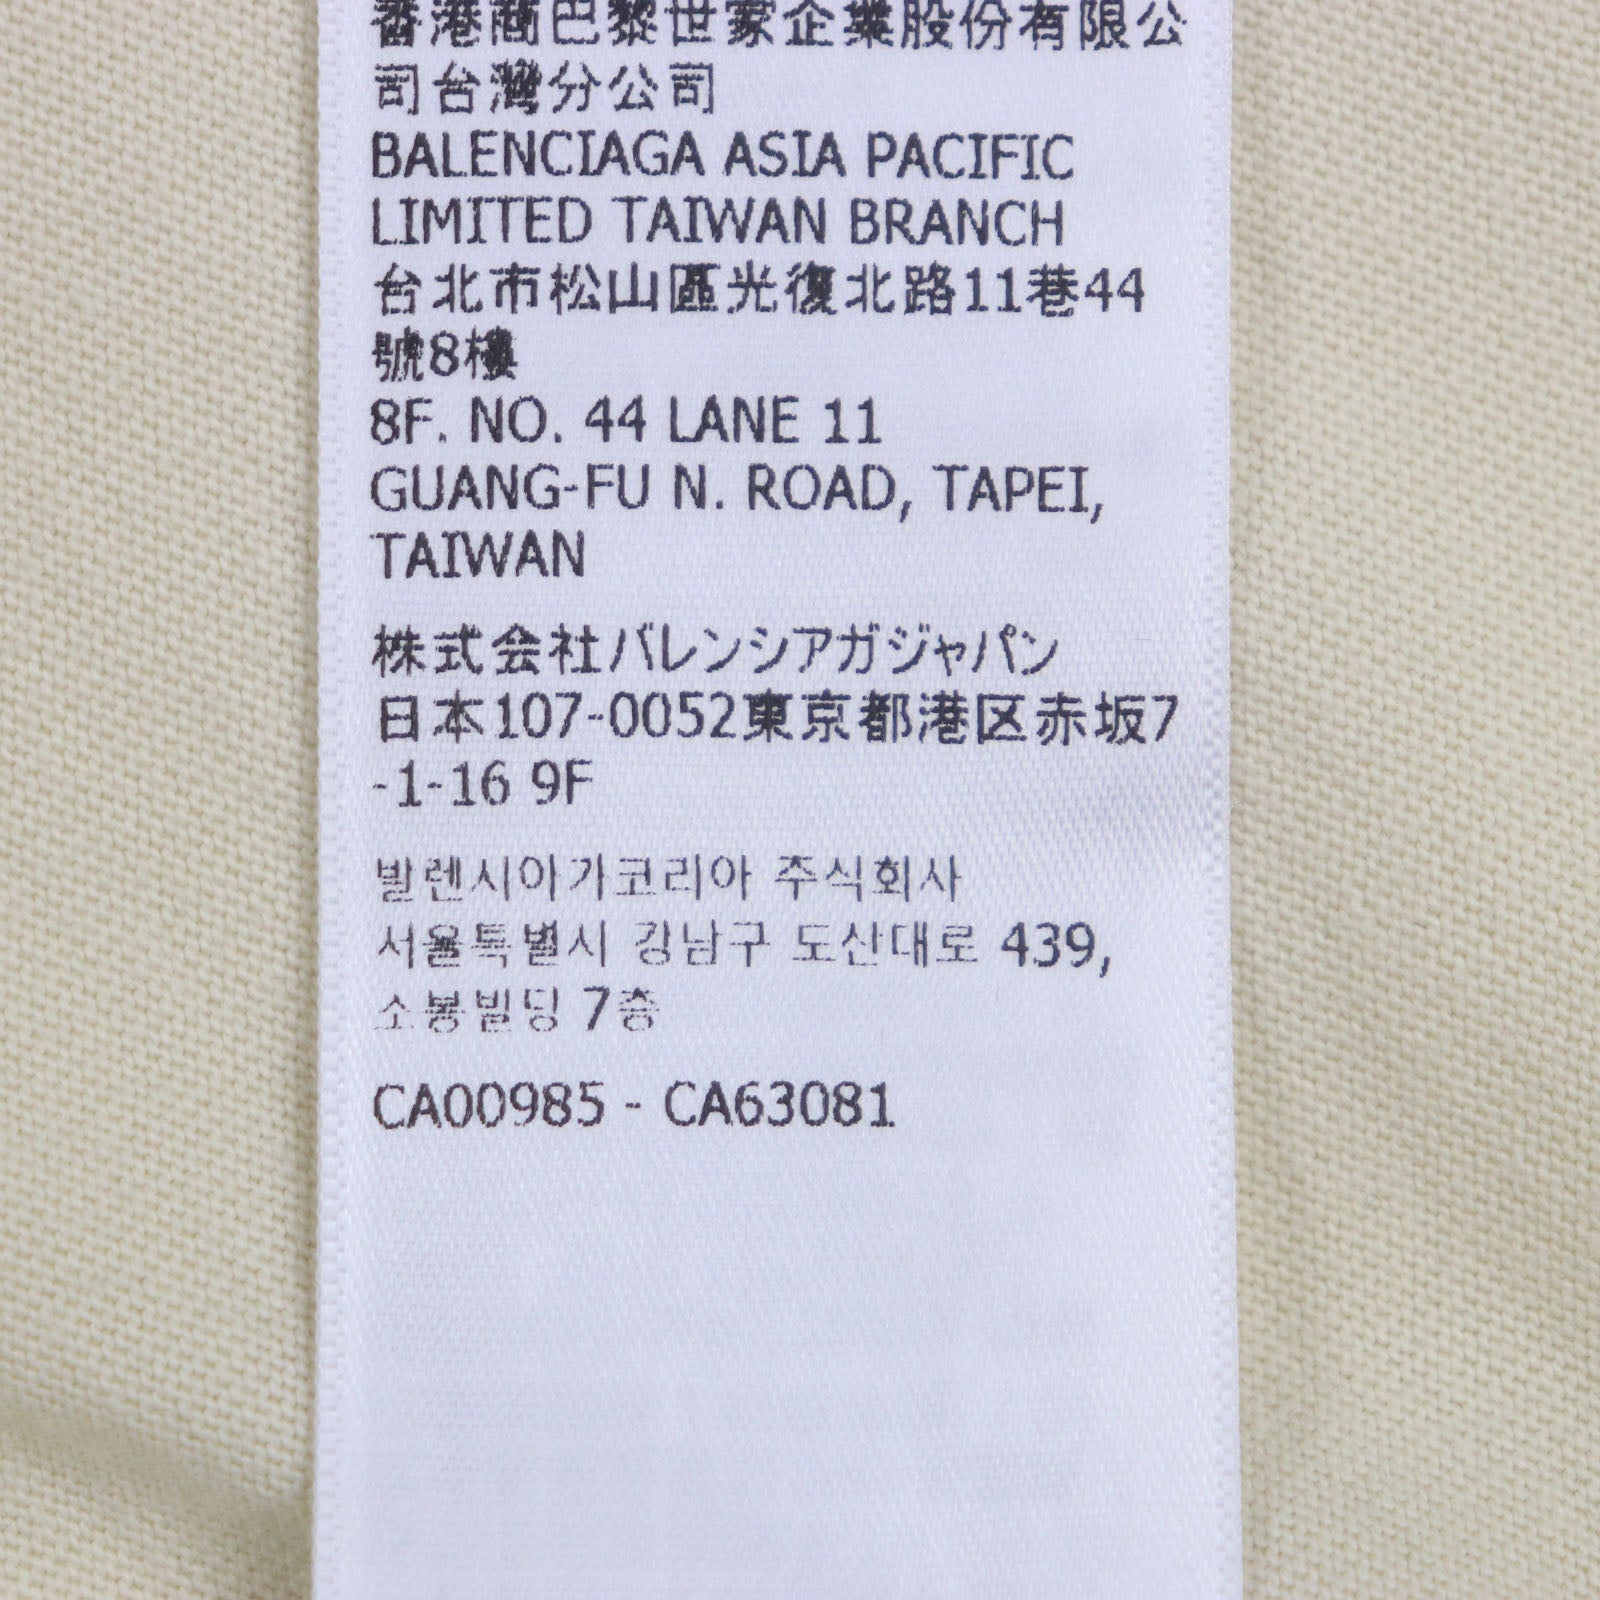 香港商巴黎世家企業股份有限公
司台灣分公司
BALENCIAGA ASIA PACIFIC
LIMITED TAIWAN BRANCH
台北市松山區光復北路11巷44
號8樓
8F. NO. 44 LANE 11
GUANG-FU N. ROAD, TAPEI,
TAIWAN
株式会社バレンシアガジャパン
日本107-0052東京都港区赤坂7
-1-16 9F
발렌시아가코리아 주식회사
서울특별시 강남구 도산대로 439,
소봉빌딩 7층
CA00985 - CA63081